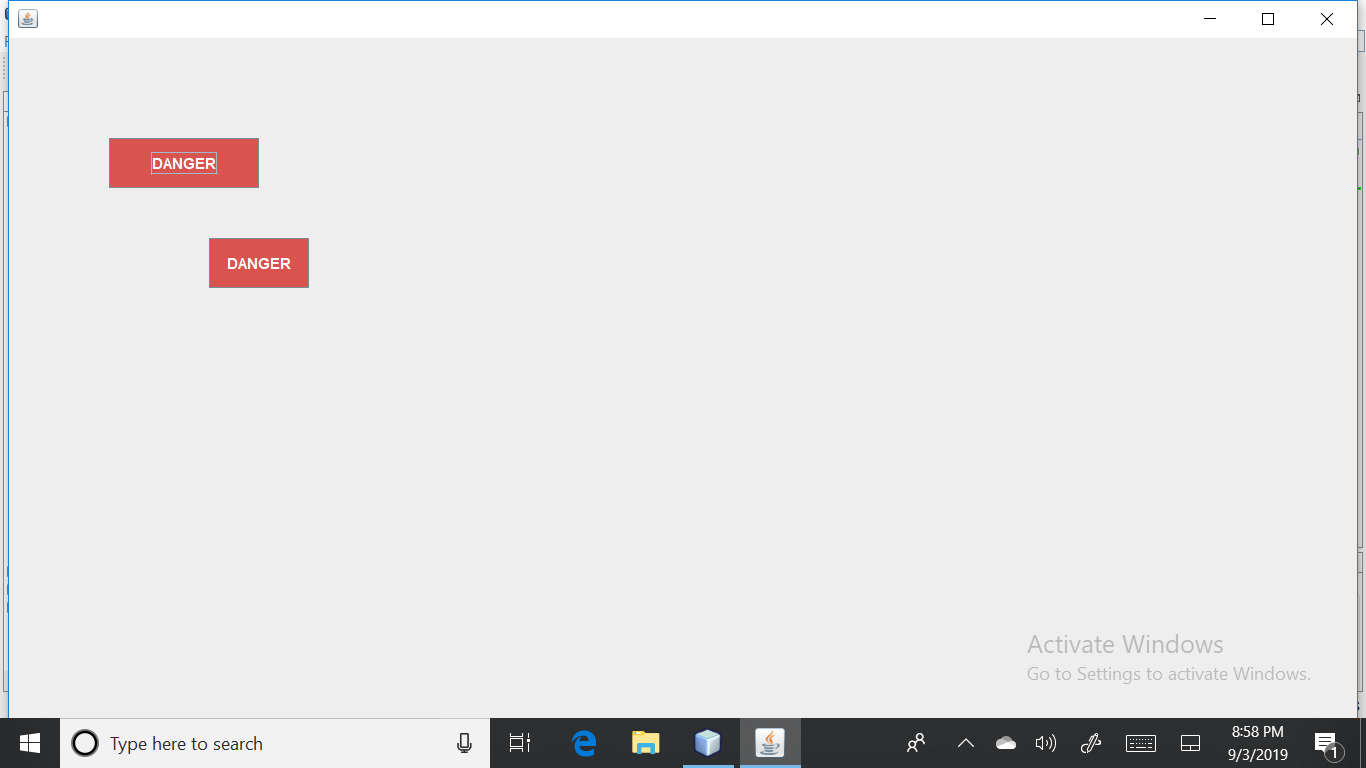 DANGER
DANGER
Activate Windows
Go to Settings to activate Windows.
Type here to search
8:58 PM
9/3/2019
1